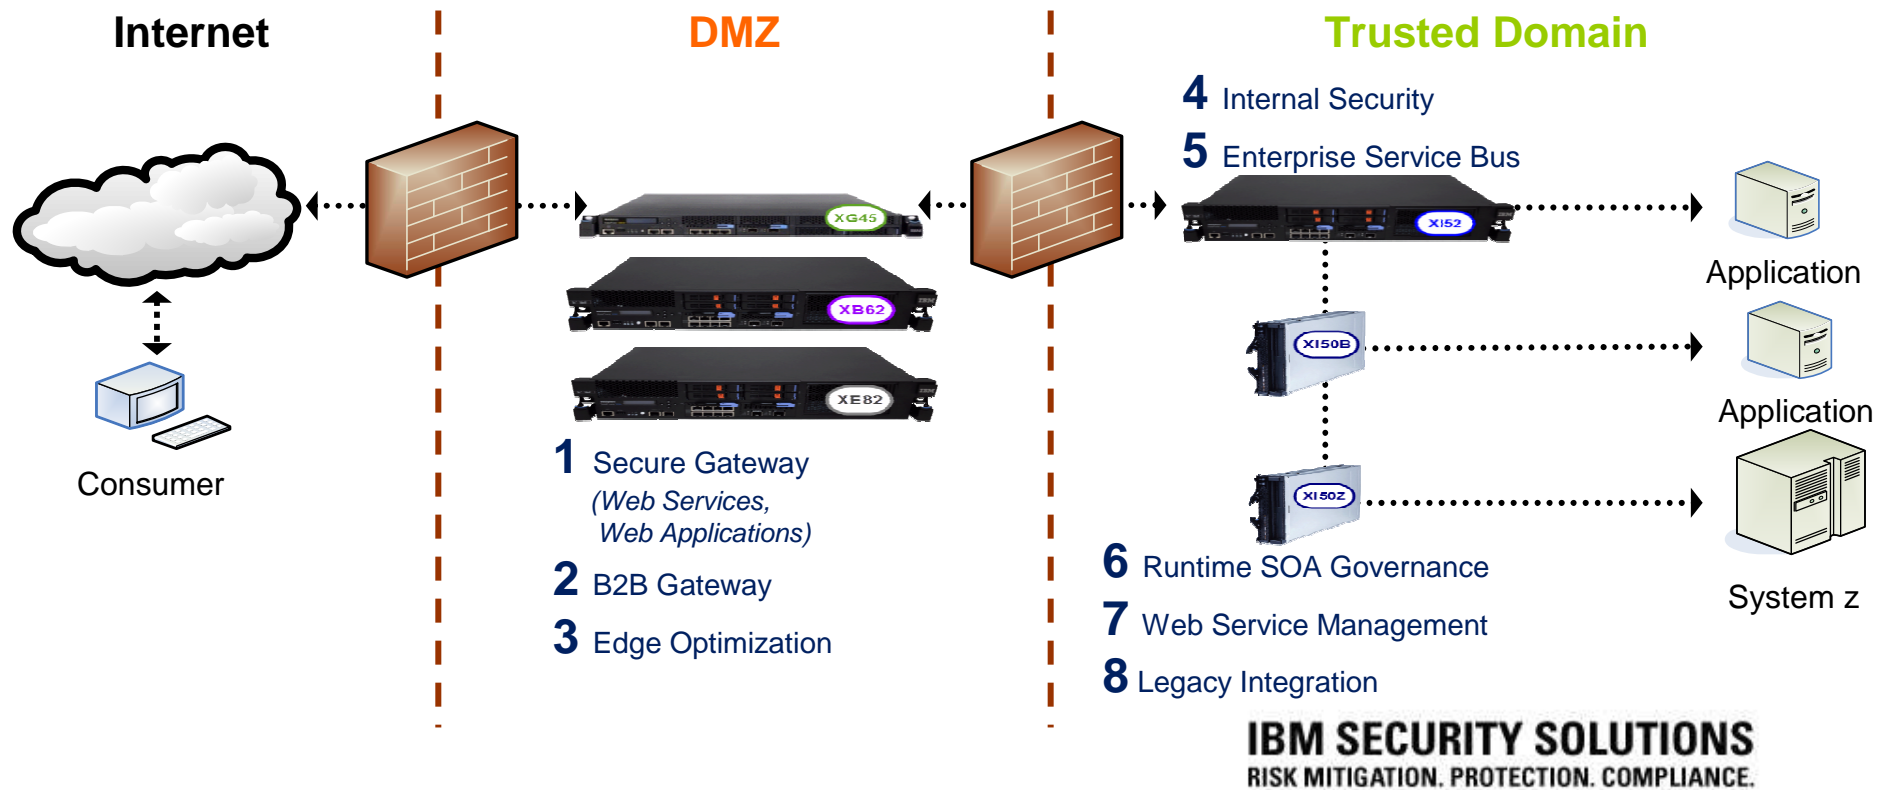 Internet
DMZ
Trusted Domain
4 Internal Security
5 Enterprise Service Bus
XG45
XI52
XB62
XE82
XI50B
XI50Z
Application
Application
System z
Consumer
1 Secure Gateway
(Web Services,
Web Applications)
2 B2B Gateway
3 Edge Optimization
6 Runtime SOA Governance
7 Web Service Management
8 Legacy Integration
IBM SECURITY SOLUTIONS
RISK MITIGATION. PROTECTION. COMPLIANCE.